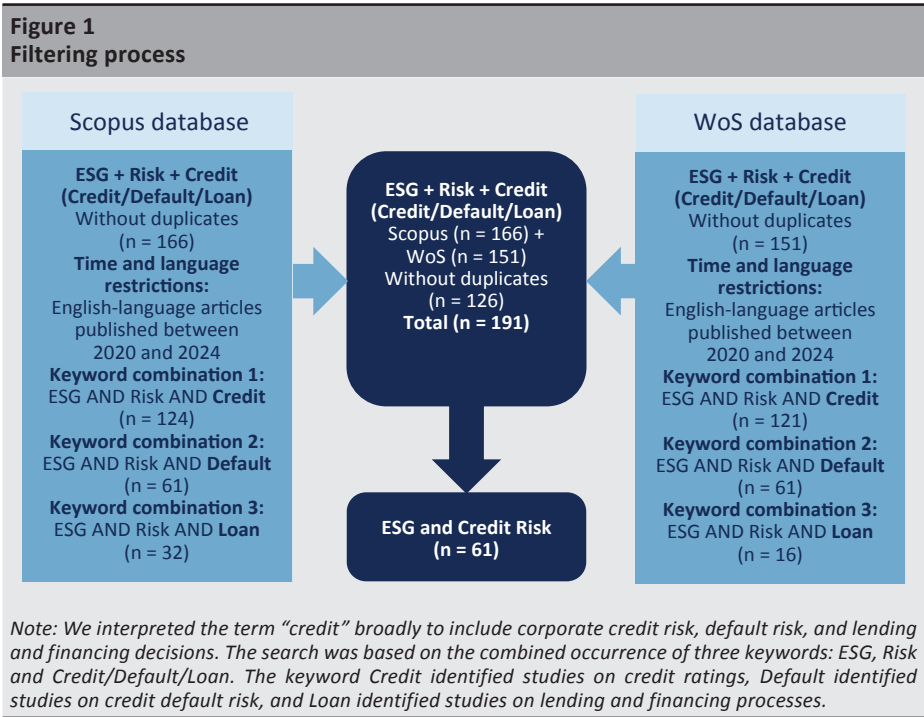 Figure 1
Filtering process
Scopus database
ESG + Risk + Credit
(Credit/Default/Loan)
Without duplicates
(n = 166)
Time and language
restrictions:
English-language articles
published between
2020 and 2024
Keyword combination 1:
ESG AND Risk AND Credit
(n = 124)
Keyword combination 2:
ESG AND Risk AND Default
(n = 61)
Keyword combination 3:
ESG AND Risk AND Loan
(n = 32)
ESG + Risk + Credit
(Credit/Default/Loan)
Scopus (n = 166) +
WoS (n = 151)
Without duplicates
(n = 126)
Total (n = 191)
ESG and Credit Risk
(n = 61)
WoS database
ESG + Risk + Credit
(Credit/Default/Loan)
Without duplicates
(n = 151)
Time and language
restrictions:
English-language articles
published between
2020 and 2024
Keyword combination 1:
ESG AND Risk AND Credit
(n = 121)
Keyword combination 2:
ESG AND Risk AND Default
(n = 61)
Keyword combination 3:
ESG AND Risk AND Loan
(n = 16)
Note: We interpreted the term “credit” broadly to include corporate credit risk, default risk, and lending
and financing decisions. The search was based on the combined occurrence of three keywords: ESG, Risk
and Credit/Default/Loan. The keyword Credit identified studies on credit ratings, Default identified
studies on credit default risk, and Loan identified studies on lending and financing processes.